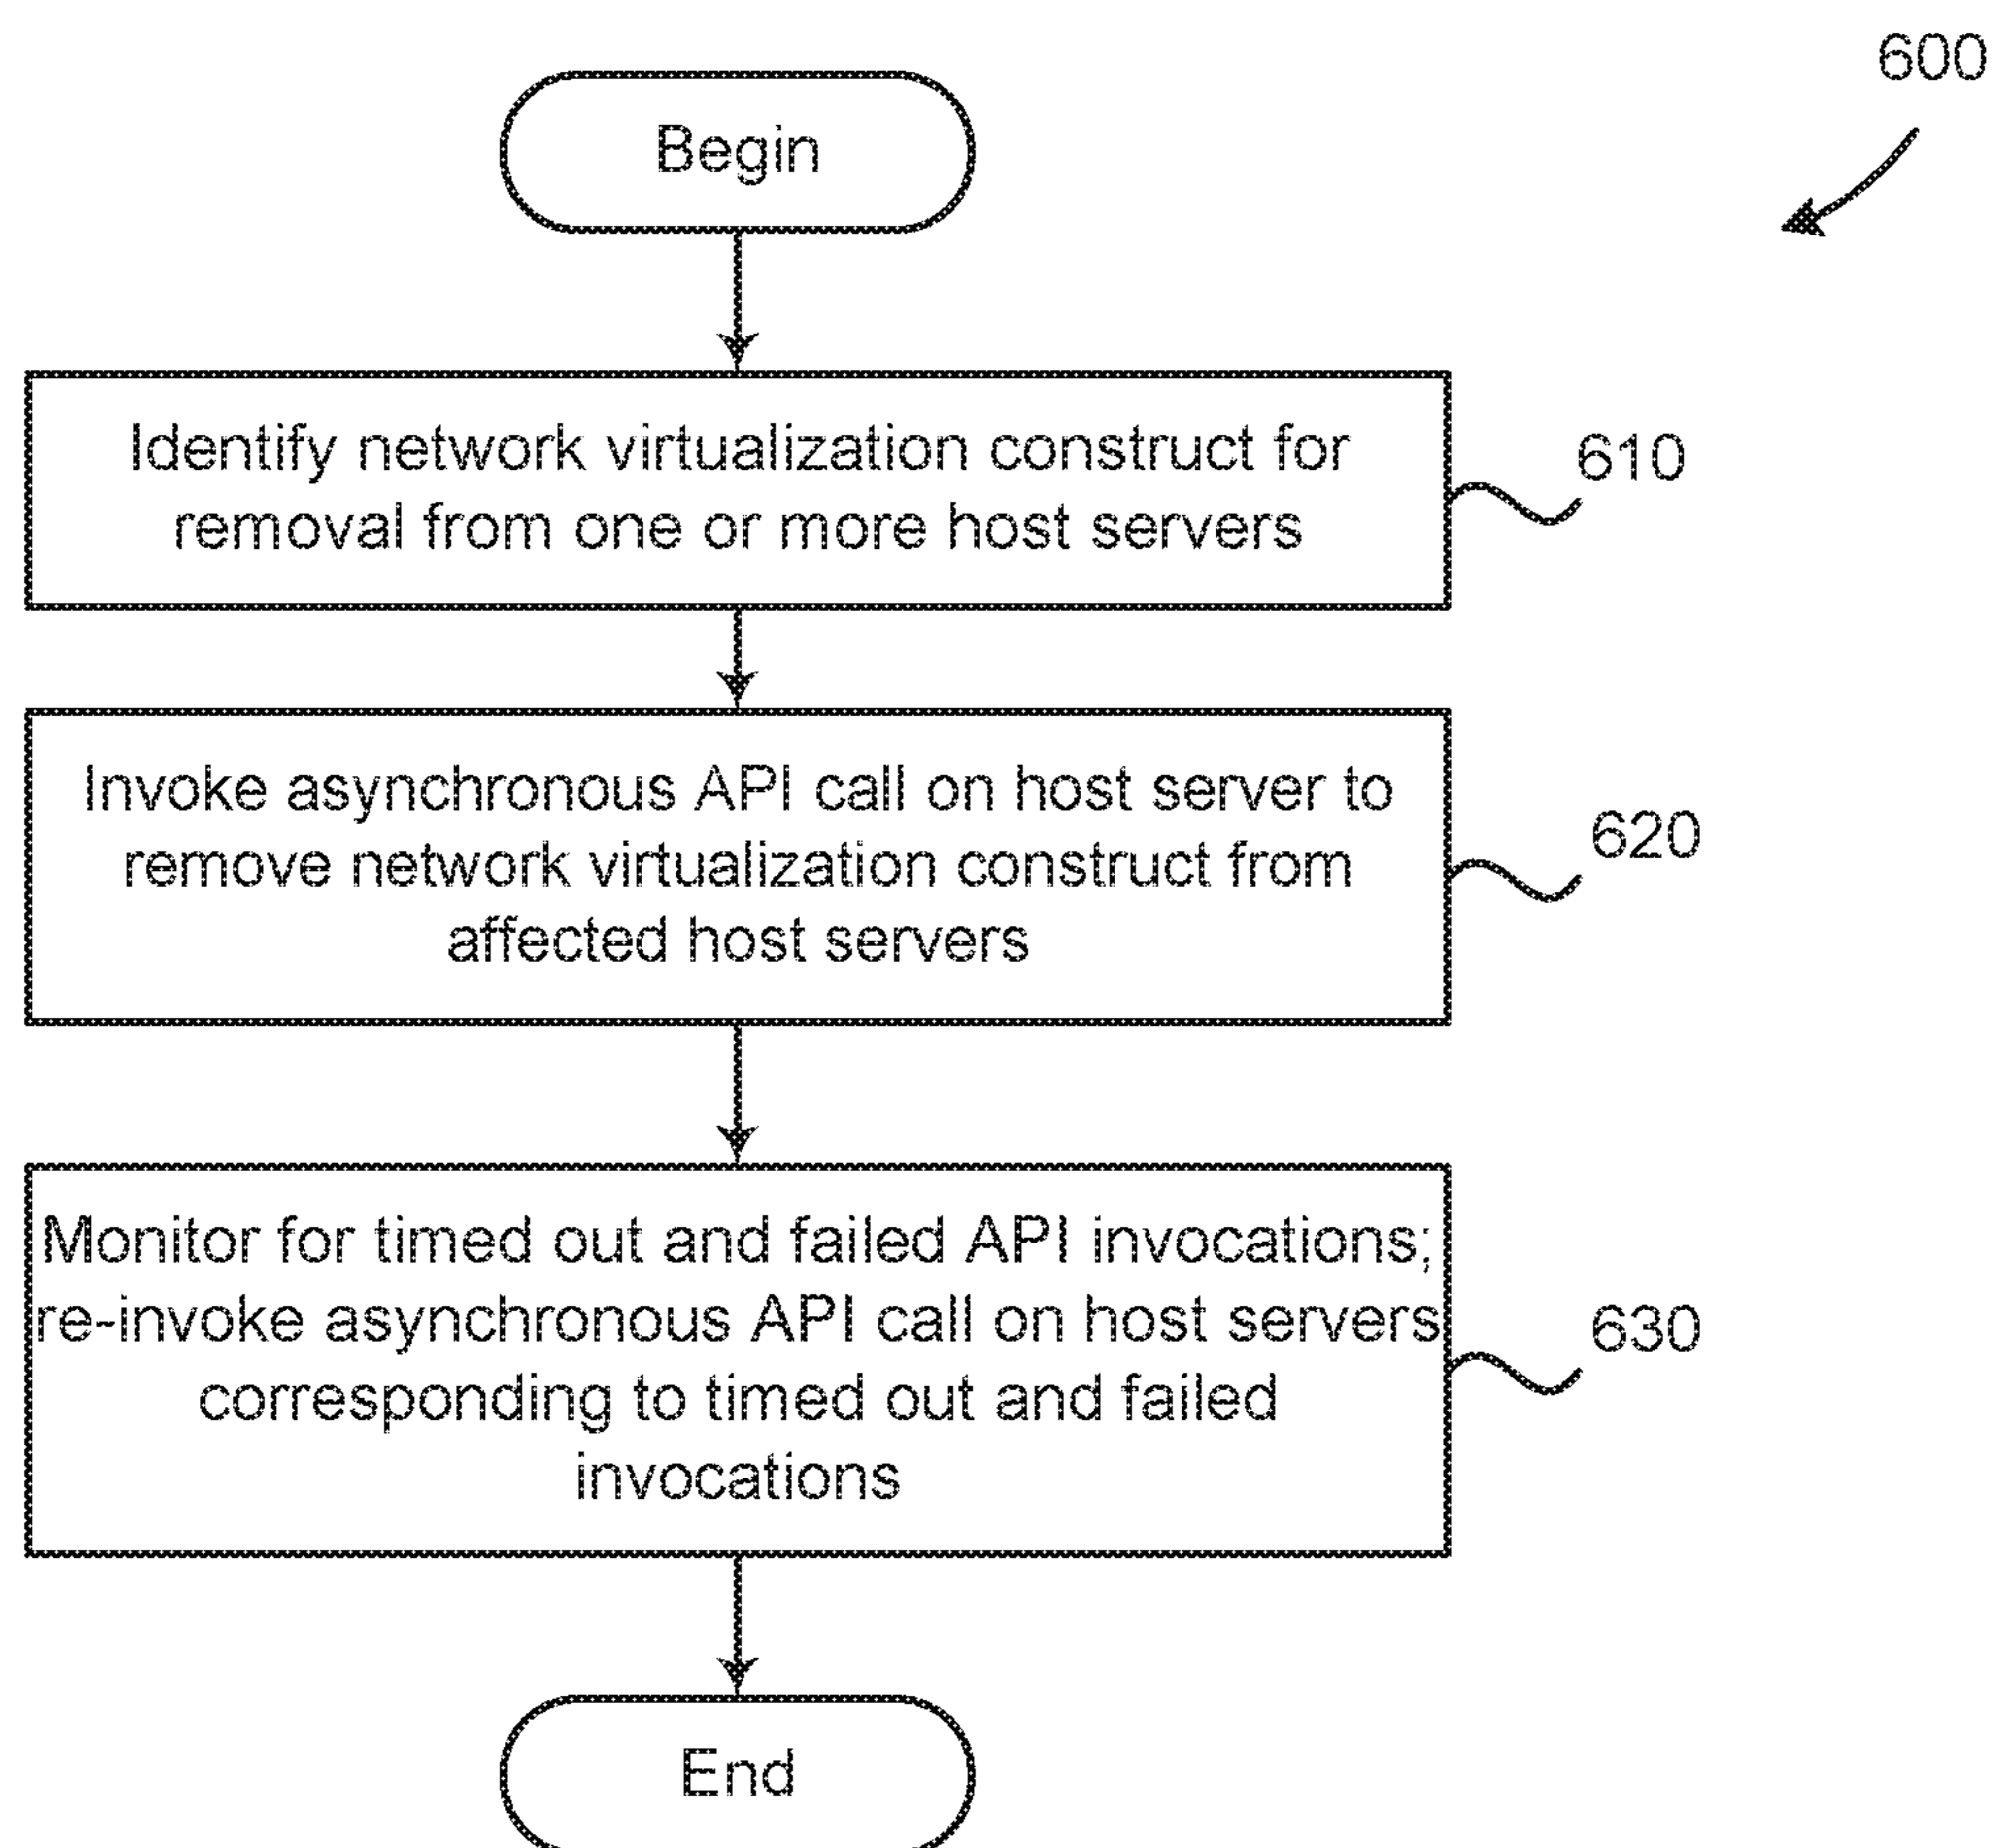 600
Begin
Identify network virtualization construct for
removal from one or more host servers
610
Invoke asynchronous API call on host server to
remove network virtualization construct from
affected host servers
620
Monitor for timed out and failed API invocations;
re-invoke asynchronous API call on host servers
corresponding to timed out and failed
invocations
630
End